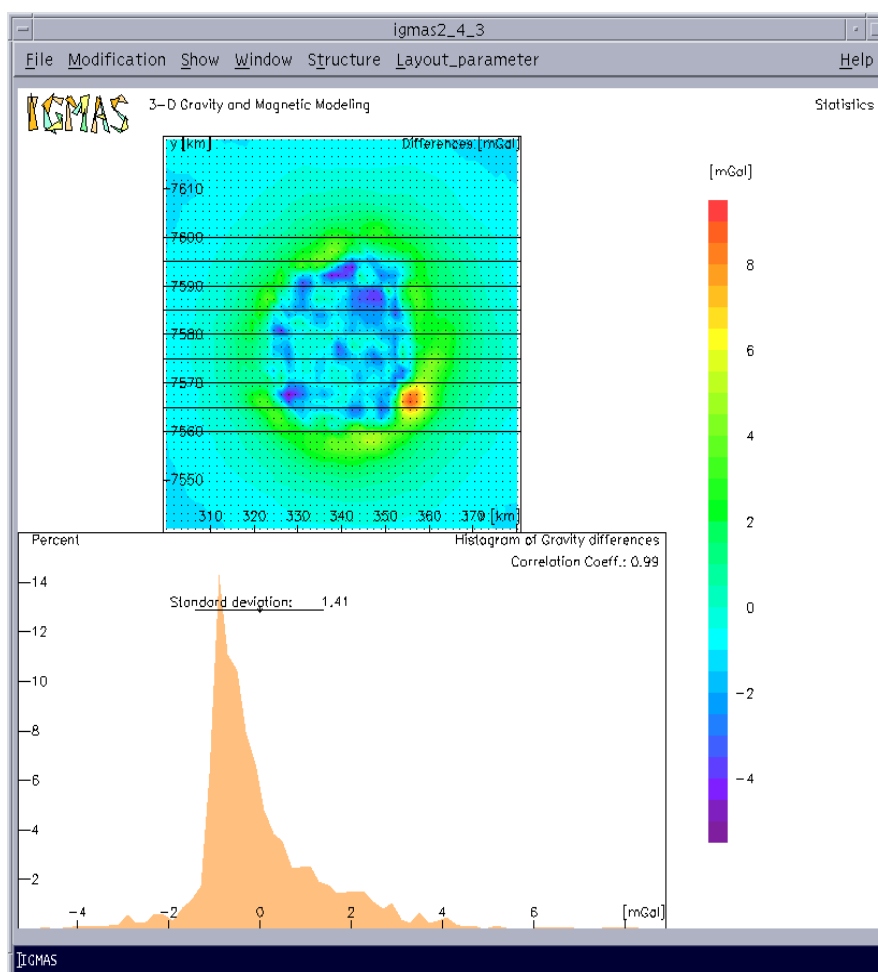 igmas2_4_3
File Modification Show Window Structure Layout_parameter Help
IGMAS 3-D Gravity and Magnetic Modeling Statistics
y [km] Differences [mGal]
[mGal]
7610
7600
7590
7580
7570
7560
7550
310 320 330 340 350 360 370 [km]
8
6
4
2
0
-2
-4
Percent Histagram of Gravity differences
Correlation Coeff.: 0.99
14
Standard deviation: 1.41
12
10
8
6
4
2
-4 -2 0 2 4 6 [mGal]
IGMAS